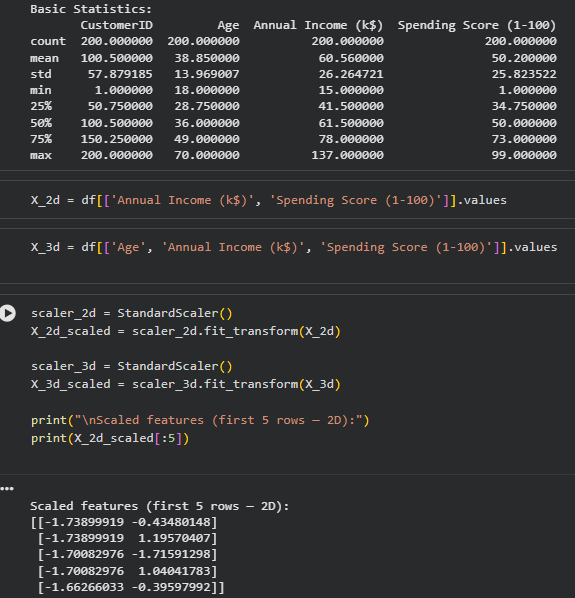 Basic Statistics:
CustomerID Age Annual Income (k$) Spending Score (1-100)
count 200.000000 200.000000 200.000000 200.000000
mean 100.500000 38.850000 60.560000 50.200000
std 57.879185 13.969007 26.264721 25.823522
min 1.000000 18.000000 15.000000 1.000000
25% 50.750000 28.750000 41.500000 34.750000
50% 100.500000 36.000000 61.500000 50.000000
75% 150.250000 49.000000 78.000000 73.000000
max 200.000000 70.000000 137.000000 99.000000
X_2d = df[['Annual Income (k$)', 'Spending Score (1-100)']].values
X_3d = df[['Age', 'Annual Income (k$)', 'Spending Score (1-100)']].values
scaler_2d = StandardScaler()
X_2d_scaled = scaler_2d.fit_transform(X_2d)
scaler_3d = StandardScaler()
X_3d_scaled = scaler_3d.fit_transform(X_3d)
print("\nScaled features (first 5 rows — 2D):")
print(X_2d_scaled[:5])
Scaled features (first 5 rows — 2D):
[[-1.73899919 -0.43480148]
[-1.73899919 1.19570407]
[-1.70082976 -1.71591298]
[-1.70082976 1.04041783]
[-1.66266033 -0.39597992]]